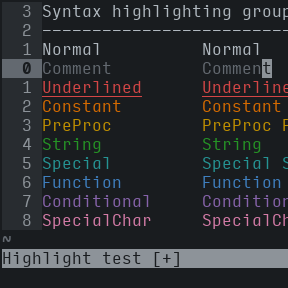 3 Syntax highlighting group
2 -------------------------
1 Normal Normal
0 Comment Comment
1 Underlined Underline
2 Constant Constant
3 PreProc PreProc P
4 String String
5 Special Special
6 Function Function
7 Conditional Condition
8 SpecialChar SpecialCh
~
Highlight test [+]